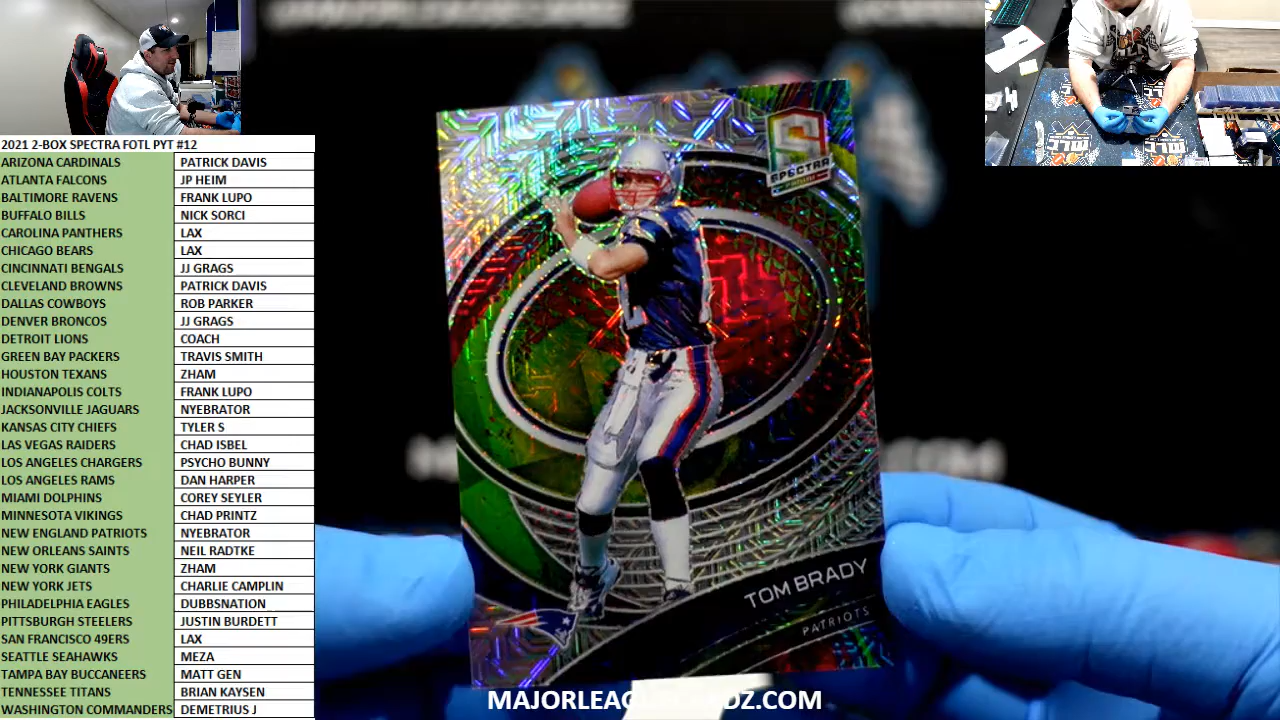 2021 2-BOX SPECTRA FOTL PYT #12
ARIZONA CARDINALS PATRICK DAVIS
ATLANTA FALCONS JP HEIM
BALTIMORE RAVENS FRANK LUPO
BUFFALO BILLS NICK SORCI
CAROLINA PANTHERS LAX
CHICAGO BEARS LAX
CINCINNATI BENGALS JJ GRAGS
CLEVELAND BROWNS PATRICK DAVIS
DALLAS COWBOYS ROB PARKER
DENVER BRONCOS JJ GRAGS
DETROIT LIONS COACH
GREEN BAY PACKERS TRAVIS SMITH
HOUSTON TEXANS ZHAM
INDIANAPOLIS COLTS FRANK LUPO
JACKSONVILLE JAGUARS NYEBRATOR
KANSAS CITY CHIEFS TYLER S
LAS VEGAS RAIDERS CHAD ISBEL
LOS ANGELES CHARGERS PSYCHO BUNNY
LOS ANGELES RAMS DAN HARPER
MIAMI DOLPHINS COREY SEYLER
MINNESOTA VIKINGS CHAD PRINTZ
NEW ENGLAND PATRIOTS NYEBRATOR
NEW ORLEANS SAINTS NEIL RADTKE
NEW YORK GIANTS ZHAM
NEW YORK JETS CHARLIE CAMPLIN
PHILADELPHIA EAGLES DUBBSNATION
PITTSBURGH STEELERS JUSTIN BURDETT
SAN FRANCISCO 49ERS LAX
SEATTLE SEAHAWKS MEZA
TAMPA BAY BUCCANEERS MATT GEN
TENNESSEE TITANS BRIAN KAYSEN
WASHINGTON COMMANDERS DEMETRIUS J
S
SPECTRA
TOM BRADY
PATRIOTS
MAJORLEAGUECARDZ.COM